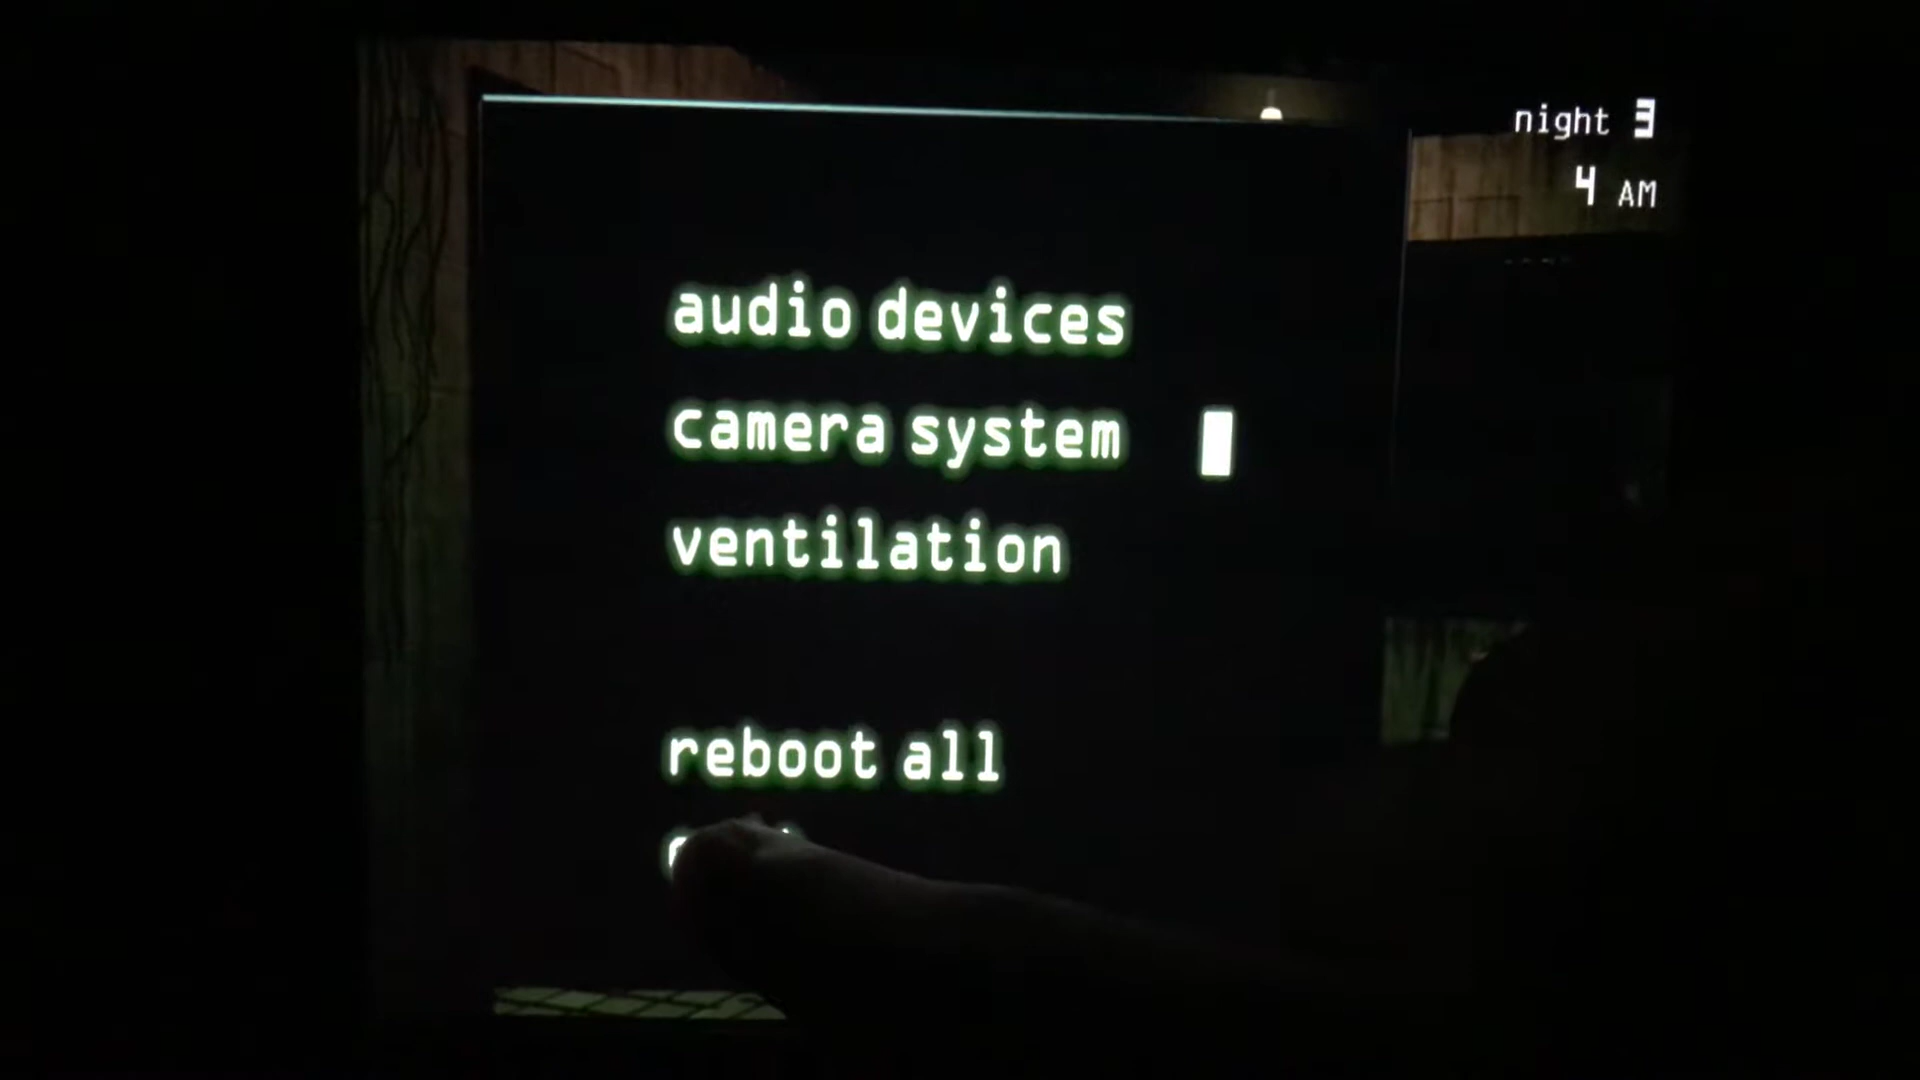 night 3
4 AM
audio devices
camera system
ventilation
reboot all